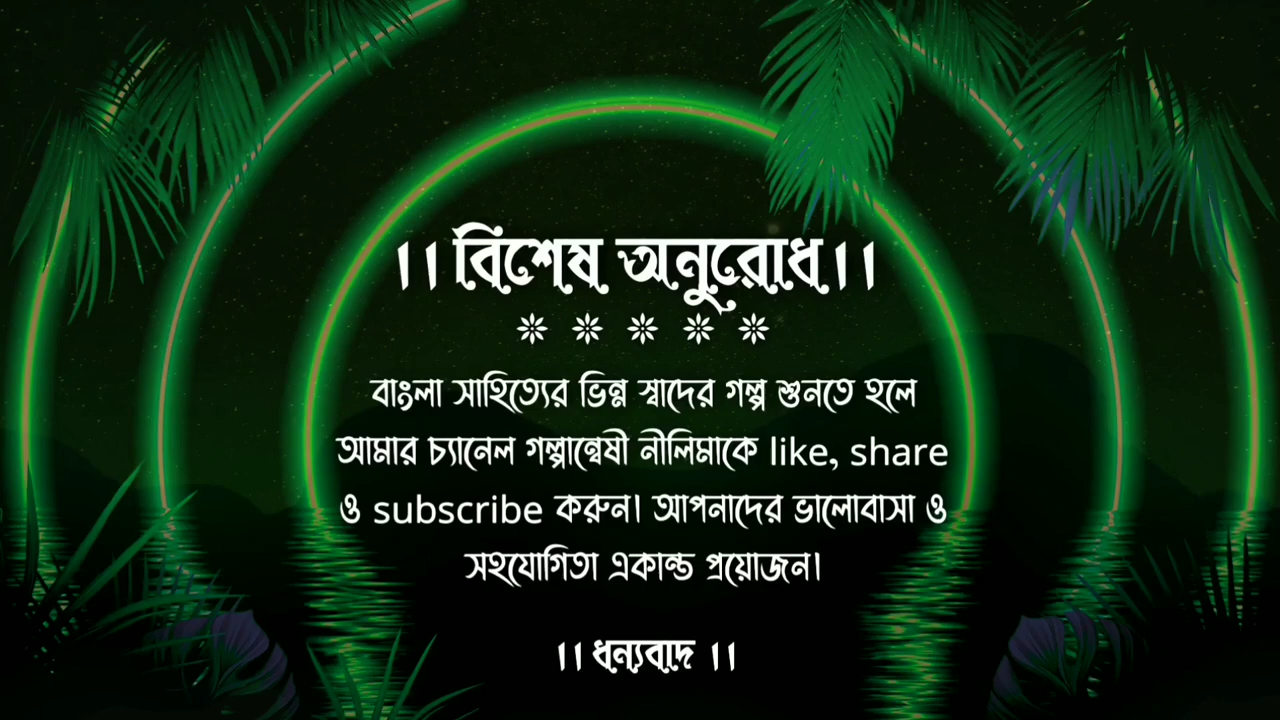 ।। বিশেষ অনুরোধ।।
বাংলা সাহিত্যের ভিন্ন স্বাদের গল্প শুনতে হলে
আমার চ্যানেল গল্পান্বেষী নীলিমাকে like, share
ও subscribe করুন। আপনাদের ভালোবাসা ও
সহযোগিতা একান্ত প্রয়োজন।
।। ধন্যবাদে ।।